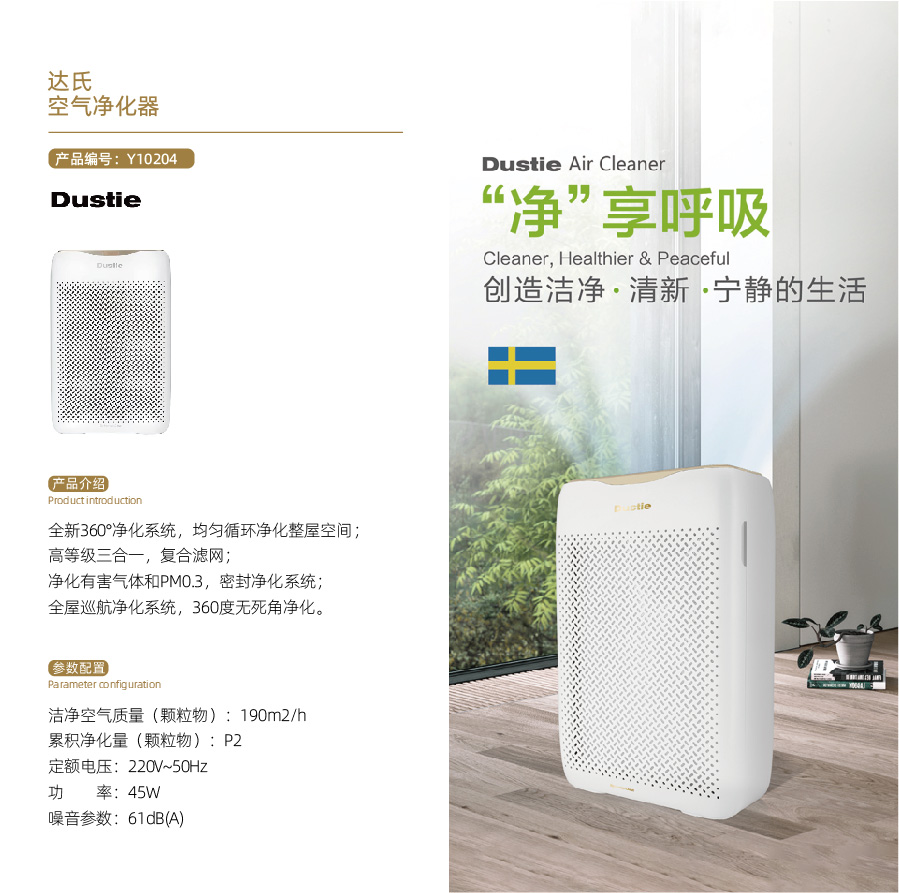 达氏
空气净化器
产品编号：Y10204
Dustie
Dustie
产品介绍
Product introduction
全新360°净化系统，均匀循环净化整屋空间；
高等级三合一，复合滤网；
净化有害气体和PM0.3，密封净化系统；
全屋巡航净化系统，360度无死角净化。
参数配置
Parameter configuration
洁净空气质量（颗粒物）：190m2/h
累积净化量（颗粒物）：P2
定额电压：220V~50Hz
功　　率：45W
噪音参数：61dB(A)
Dustie Air Cleaner
“净”享呼吸
Cleaner, Healthier & Peaceful
创造洁净·清新·宁静的生活
Dustie